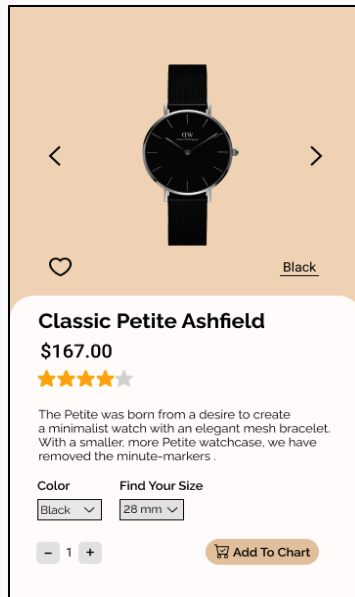 DW
Black
Classic Petite Ashfield
$167.00
The Petite was born from a desire to create
a minimalist watch with an elegant mesh bracelet.
With a smaller, more Petite watchcase, we have
removed the minute-markers .
Color Find Your Size
Black 28 mm
- 1 +
Add To Chart